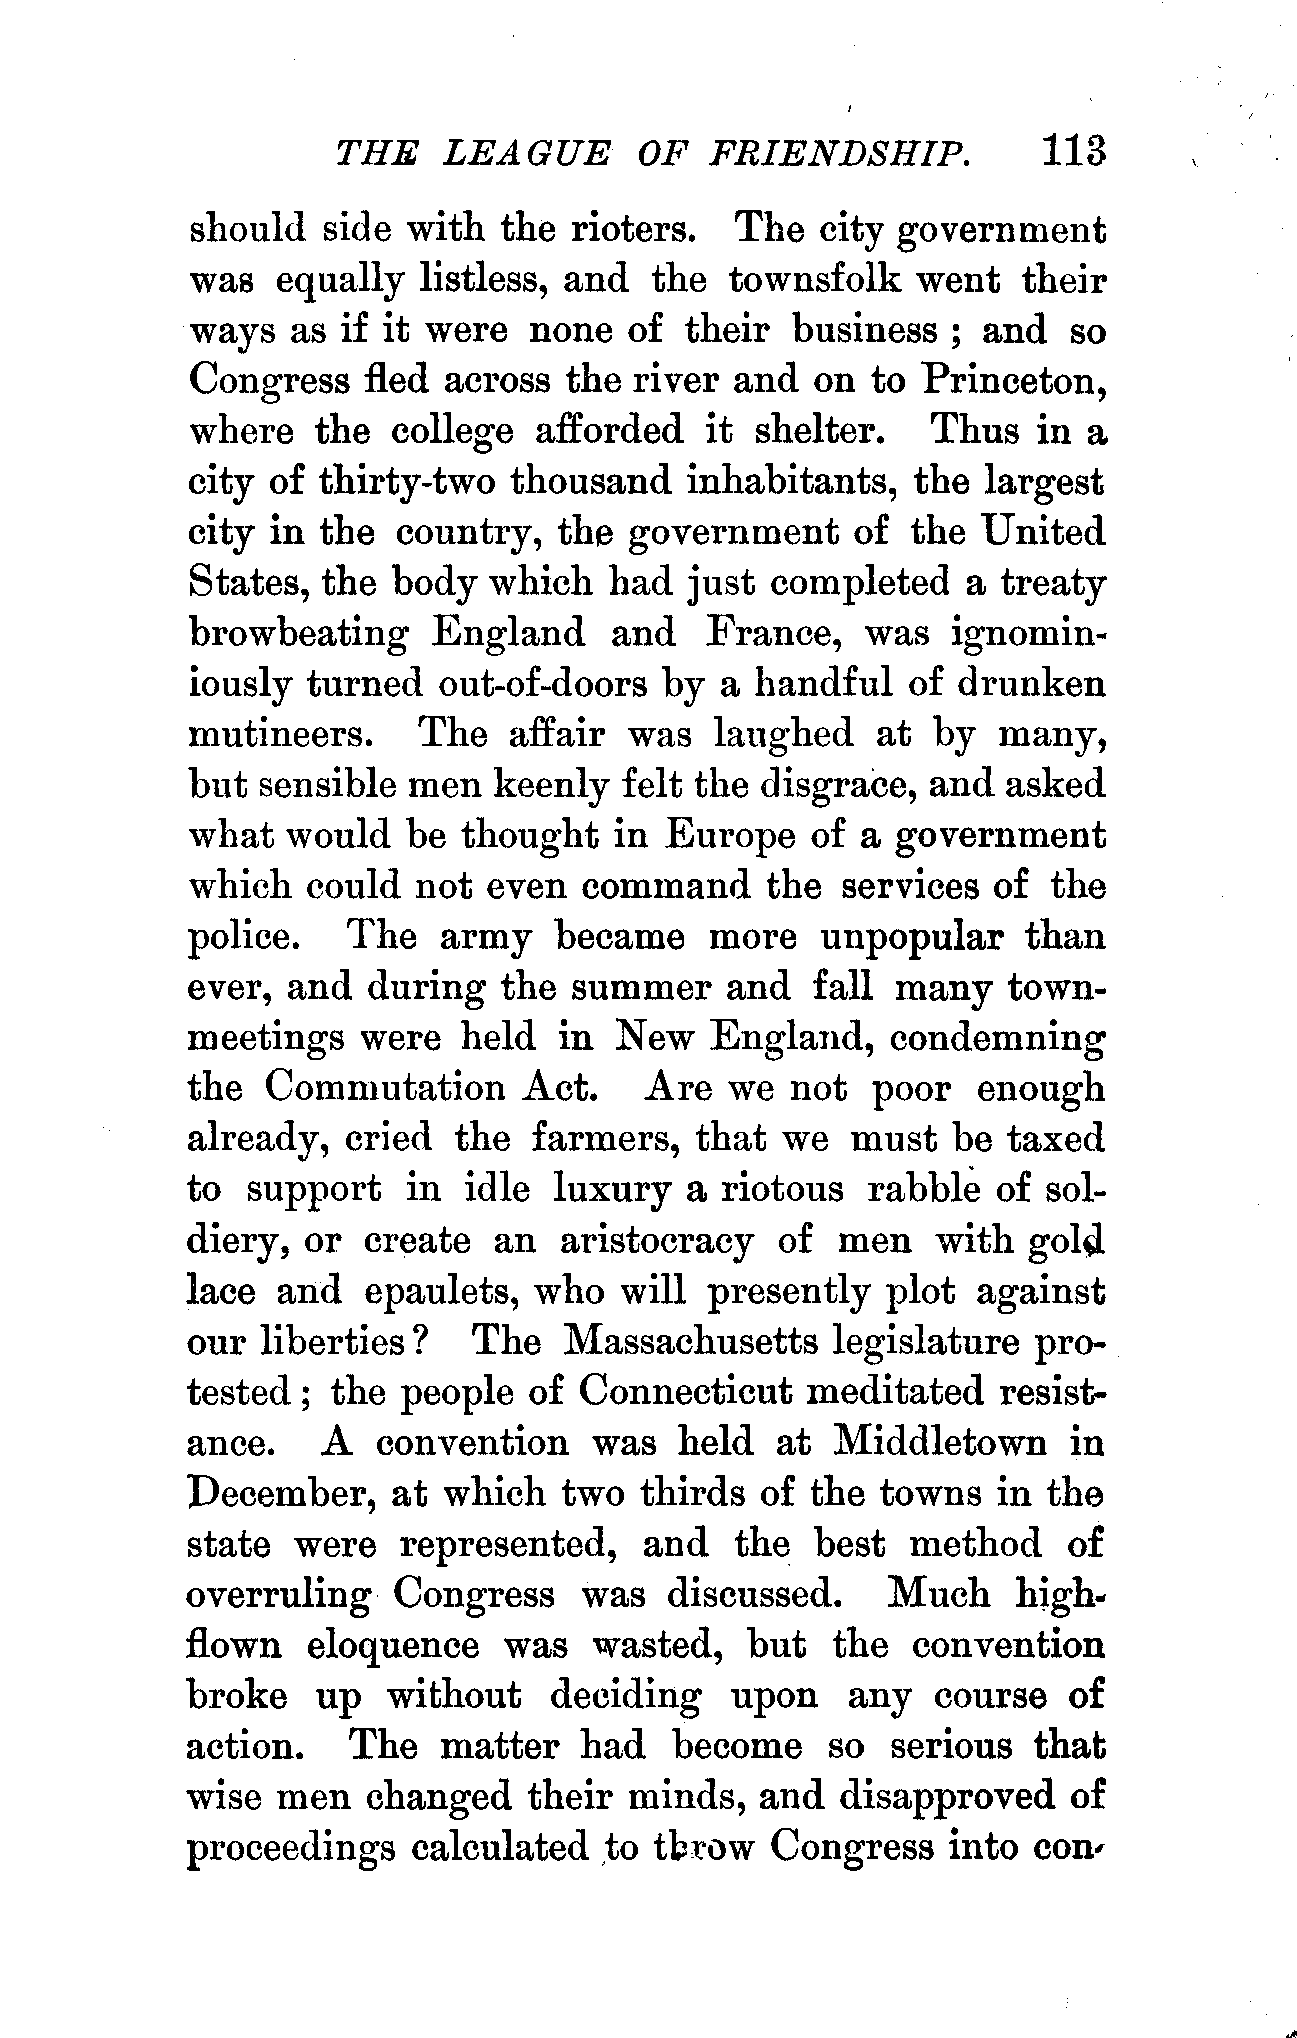 THE LEAGUE OF FRIENDSHIP. 113
should side with the rioters. The city government
was equally listless, and the townsfolk went their
ways as if it were none of their business ; and so
Congress fled across the river and on to Princeton,
where the college afforded it shelter. Thus in a
city of thirty-two thousand inhabitants, the largest
city in the country, the government of the United
States, the body which had just completed a treaty
browbeating England and France, was ignomin-
iously turned out-of-doors by a handful of drunken
mutineers. The affair was laughed at by many,
but sensible men keenly felt the disgrace, and asked
what would be thought in Europe of a government
which could not even command the services of the
police. The army became more unpopular than
ever, and during the summer and fall many town-
meetings were held in New England, condemning
the Commutation Act. Are we not poor enough
already, cried the farmers, that we must be taxed
to support in idle luxury a riotous rabble of sol-
diery, or create an aristocracy of men with gold
lace and epaulets, who will presently plot against
our liberties ? The Massachusetts legislature pro-
tested ; the people of Connecticut meditated resist-
ance. A convention was held at Middletown in
December, at which two thirds of the towns in the
state were represented, and the best method of
overruling Congress was discussed. Much high-
flown eloquence was wasted, but the convention
broke up without deciding upon any course of
action. The matter had become so serious that
wise men changed their minds, and disapproved of
proceedings calculated to throw Congress into con-